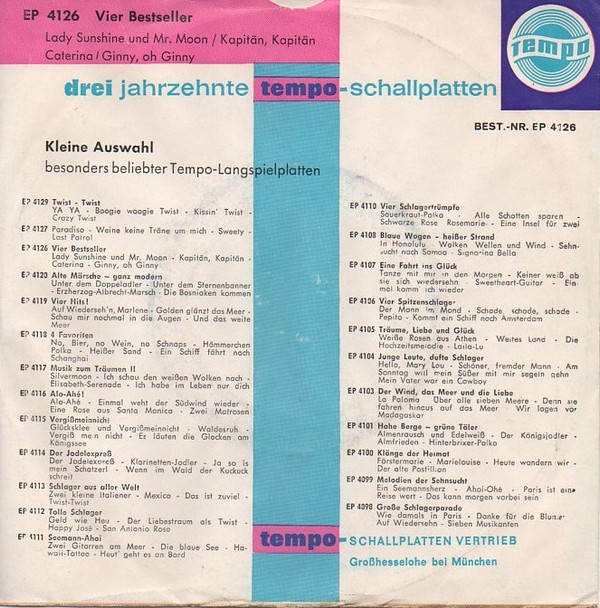 EP 4126 Vier Bestseller
Lady Sunshine und Mr. Moon / Kapitän, Kapitän
Caterina / Ginny, oh Ginny
Tempo
drei jahrzehnte tempo-schallplatten
BEST.-NR. EP 4126
Kleine Auswahl
besonders beliebter Tempo-Langspielplatten
EP 4129 Twist - Twist
YA YA - Boogie woogie Twist - Kissin' Twist -
Crazy Twist
EP 4127 Paradiso - Weine keine Träne um mich - Sweety -
Last Patrol
EP 4126 Vier Bestseller
Lady Sunshine und Mr. Moon - Kapitän, Kapitän -
Caterina - Ginny, oh Ginny
EP 4120 Alte Märsche – ganz modern
Unter dem Doppeladler - Unter dem Sternenbanner
- Erzherzog-Albrecht-Marsch - Die Bosniaken kommen
EP 4119 Vier Hits!
Auf Wiederseh'n, Marlene - Golden glänzt das Meer -
Schau mir nochmal in die Augen - Und das weite
Meer
EP 4118 4 Favoriten
No, Bier, no Wein, no Schnaps - Hämmerchen
Polka - Heißer Sand - Ein Schiff fährt nach
Schanghai
EP 4117 Musik zum Träumen II
Silvermoon - Ich schau den weißen Wolken nach -
Elisabeth-Serenade - Ich habe im Leben nur dich
EP 4116 Alo-Ahé!
Alo-Ahé - Einmal weht der Südwind wieder -
Eine Rose aus Santa Monica - Zwei Matrosen
EP 4115 Vergißmeinnicht
Glücksklee und Vergißmeinnicht - Waldesruh -
Vergiß mein nicht - Es läuten die Glocken am
Königssee
EP 4114 Der Jodelexpreß
Der Jodelexpreß - Klarinetten-Jodler - Ja so is
mein Schatzerl - Wenn im Wald der Kuckuck
schreit
EP 4113 Schlager aus aller Welt
Zwei kleine Italiener - Mexico - Das ist zuviel -
Twist-Twist
EP 4112 Tolle Schlager
Geld wie Heu - Der Liebestraum als Twist -
Happy José - San Antonio Rose
EP 4111 Seemann-Ahoi
Zwei Gitarren am Meer - Die blaue See - Ha-
waii-Tattoo - Heut' geht es an Bord
EP 4110 Vier Schlagertrümpfe
Sauerkraut-Polka - Alle Schotten sparen -
Schwarze Rose Rosemarie - Eine Insel für zwei
EP 4108 Blaue Wogen - heißer Strand
In Honolulu - Walken Wellen und Wind - Sehn-
sucht nach Samoa - Signorina Bella
EP 4107 Eine Fahrt ins Glück
Tanze mit mir in den Morgen - Keiner weiß ob
sie sich wiedersehn - Sweetheart-Guitar - Ein-
mal komm ich wieder
EP 4106 Vier Spitzenschlager
Der Mann im Mond - Schade, schade, schade -
Pepito - Kommt ein Schiff nach Amsterdam
EP 4105 Träume, Liebe und Glück
Weiße Rosen aus Athen - Weites Land - Die
Hochzeitsmelodie - Laila-Lu
EP 4104 Junge Leute, dufte Schlager
Hello, Mary Lou - Schöner, fremder Mann - Am
Sonntag will mein Süßer mit mir segeln gehn
Mein Vater war ein Cowboy
EP 4103 Der Wind, das Meer und die Liebe
La Paloma - Über alle sieben Meere - Denn sie
fahren hinaus auf das Meer - Wir lagen vor
Madagaskar
EP 4101 Hohe Berge - grüne Täler
Almenrausch und Edelweiß - Der Königsjodler -
Almfrieden - Hinterbrixer-Polka
EP 4100 Klänge der Heimat
Förstermarie - Marielouise - Heute wandern wir -
Der alte Postillion
EP 4099 Melodien der Sehnsucht
Ein Seemannsherz - Ahoi-Ohé - Paris ist eine
Reise wert - Das kann morgen vorbei sein
EP 4098 Große Schlagerparade
Wie damals in Paris - Danke für die Blumen
Auf Wiedersehn - Sieben Musikanten
tempo-SCHALLPLATTEN VERTRIEB
Großhesselohe bei München